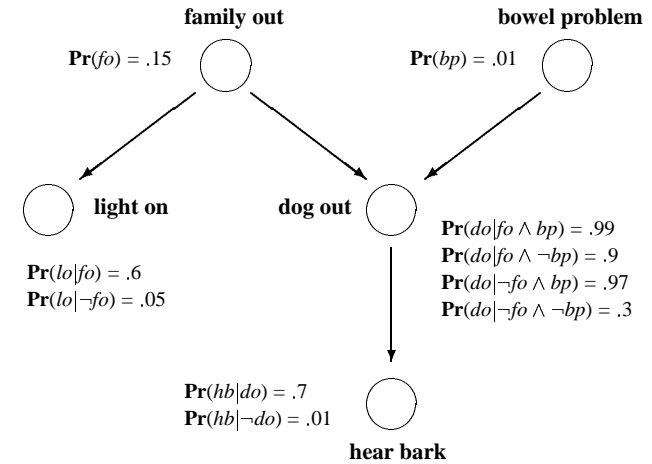 family out
bowel problem
Pr(fo) = .15
Pr(bp) = .01
light on
dog out
Pr(do|fo ∧ bp) = .99
Pr(do|fo ∧ ¬bp) = .9
Pr(do|¬fo ∧ bp) = .97
Pr(do|¬fo ∧ ¬bp) = .3
Pr(lo|fo) = .6
Pr(lo|¬fo) = .05
Pr(hb|do) = .7
Pr(hb|¬do) = .01
hear bark